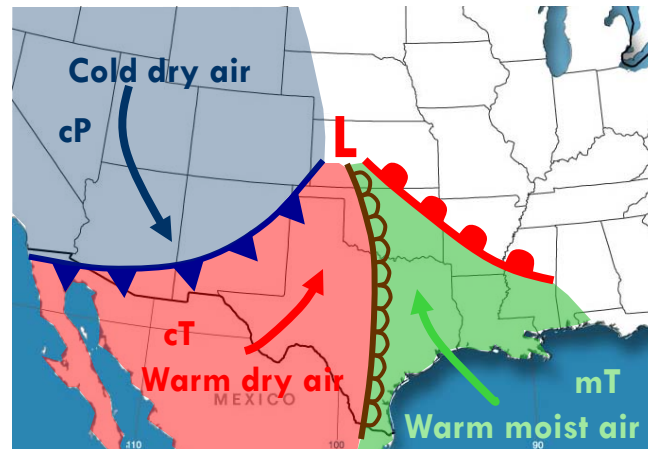 Cold dry air
cP
L
cT
Warm dry air
MEXICO
mT
Warm moist air
110
100
90